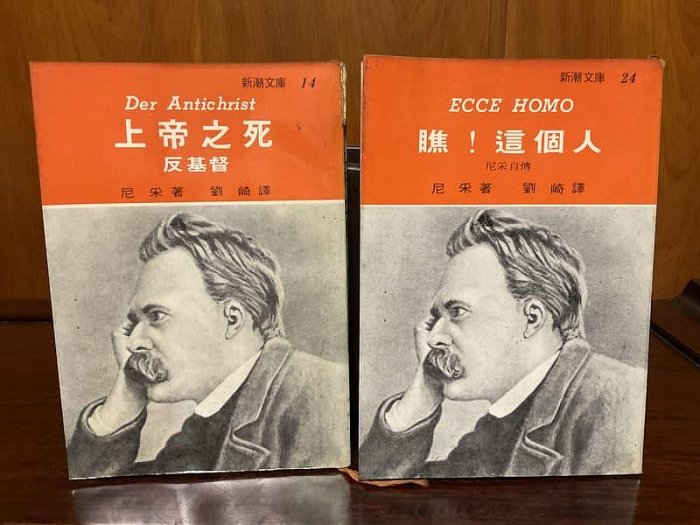 新潮文庫 14
Der Antichrist
上帝之死
反基督
尼采著 劉崎譯
新潮文庫 24
ECCE HOMO
瞧！這個人
尼采自傳
尼采著 劉崎譯